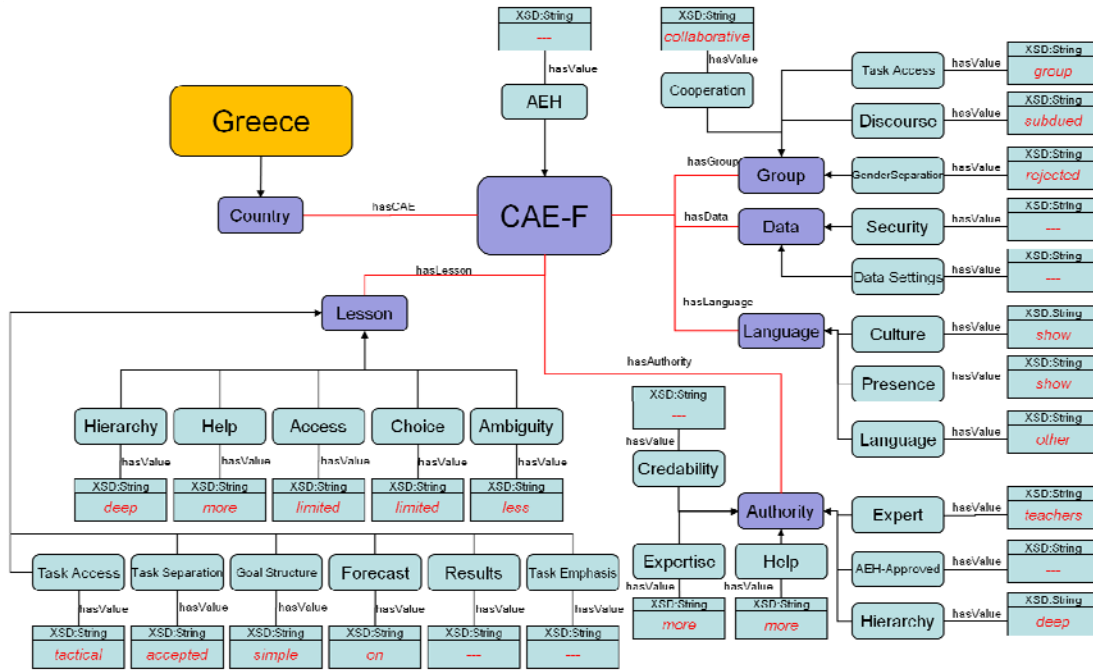 XSD:String
---
hasValue
AEH
XSD:String
collaborative
hasValue
Cooperation
Task Access
hasValue
XSD:String
group
Discourse
hasValue
XSD:String
subdued
GenderSeparation
hasValue
XSD:String
rejected
Greece
Country
hasCAE
CAE-F
hasGroup
Group
hasData
Data
Security
hasValue
XSD:String
---
Data Settings
hasValue
XSD:String
---
hasLanguage
Language
Culture
hasValue
XSD:String
show
Presence
hasValue
XSD:String
show
Language
hasValue
XSD:String
other
hasLesson
Lesson
hasAuthority
Hierarchy
Help
Access
Choice
Ambiguity
hasValue
hasValue
hasValue
hasValue
hasValue
XSD:String
XSD:String
XSD:String
XSD:String
XSD:String
deep
more
limited
limited
less
XSD:String
---
hasValue
Credability
Authority
Expertise
hasValue
XSD:String
more
Help
hasValue
XSD:String
more
Expert
hasValue
XSD:String
teachers
AEH-Approved
hasValue
XSD:String
---
Hierarchy
hasValue
XSD:String
deep
Task Access
Task Separation
Goal Structure
Forecast
Results
Task Emphasis
hasValue
hasValue
hasValue
hasValue
hasValue
hasValue
XSD:String
XSD:String
XSD:String
XSD:String
XSD:String
XSD:String
tactical
accepted
simple
on
---
---